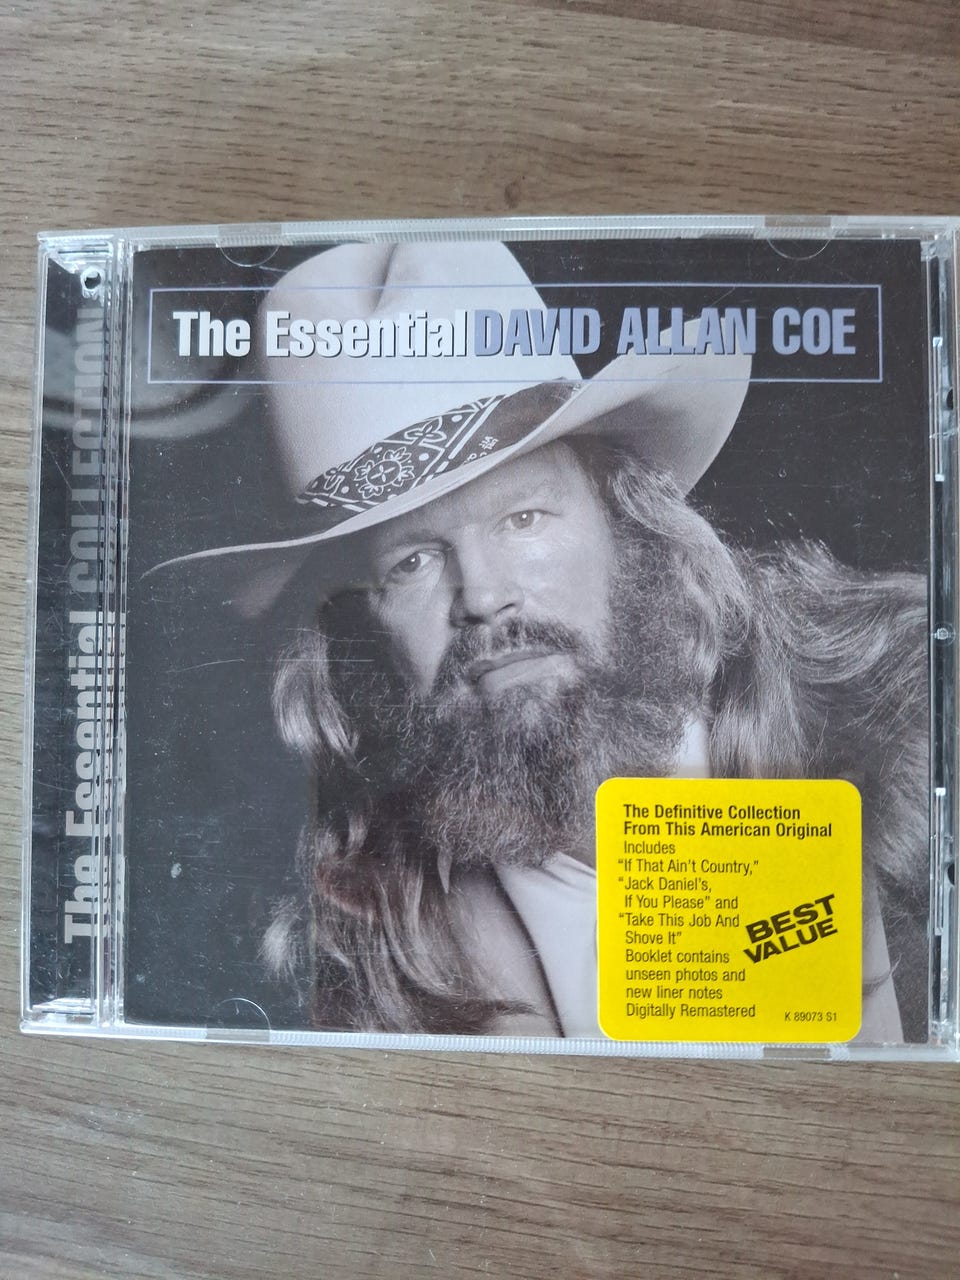 The Essential DAVID ALLAN COE
The Essential COLLECTION
The Definitive Collection
From This American Original
Includes
“If That Ain't Country,”
“Jack Daniel's,
If You Please” and
“Take This Job And
Shove It”
Booklet contains
unseen photos and
new liner notes
Digitally Remastered
BEST
VALUE
K 89073 S1